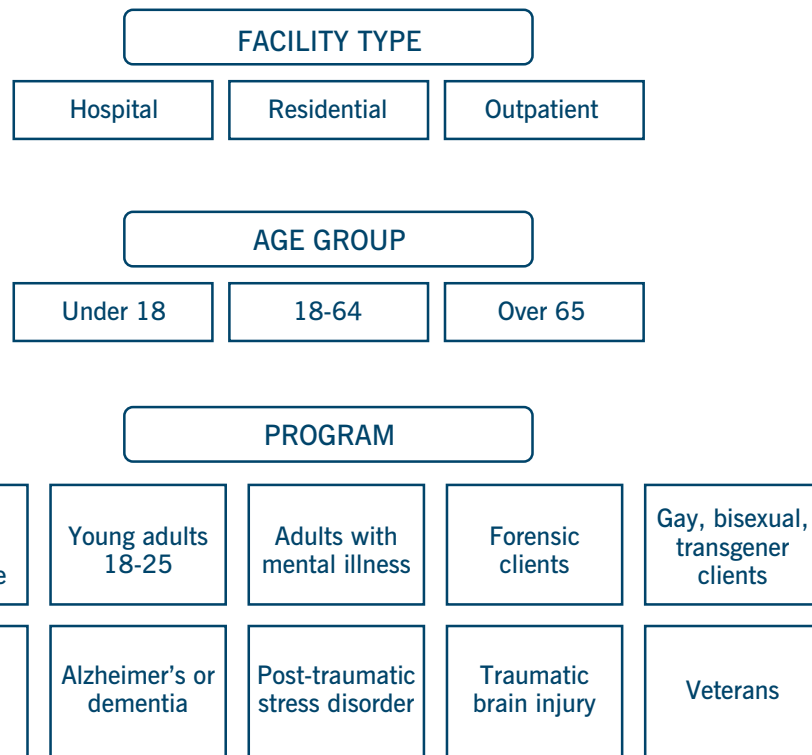 FACILITY TYPE
Hospital
Residential
Outpatient
AGE GROUP
Under 18
18-64
Over 65
PROGRAM
Young adults
18-25
Adults with
mental illness
Forensic
clients
Gay, bisexual,
transgener
clients
Alzheimer's or
dementia
Post-traumatic
stress disorder
Traumatic
brain injury
Veterans